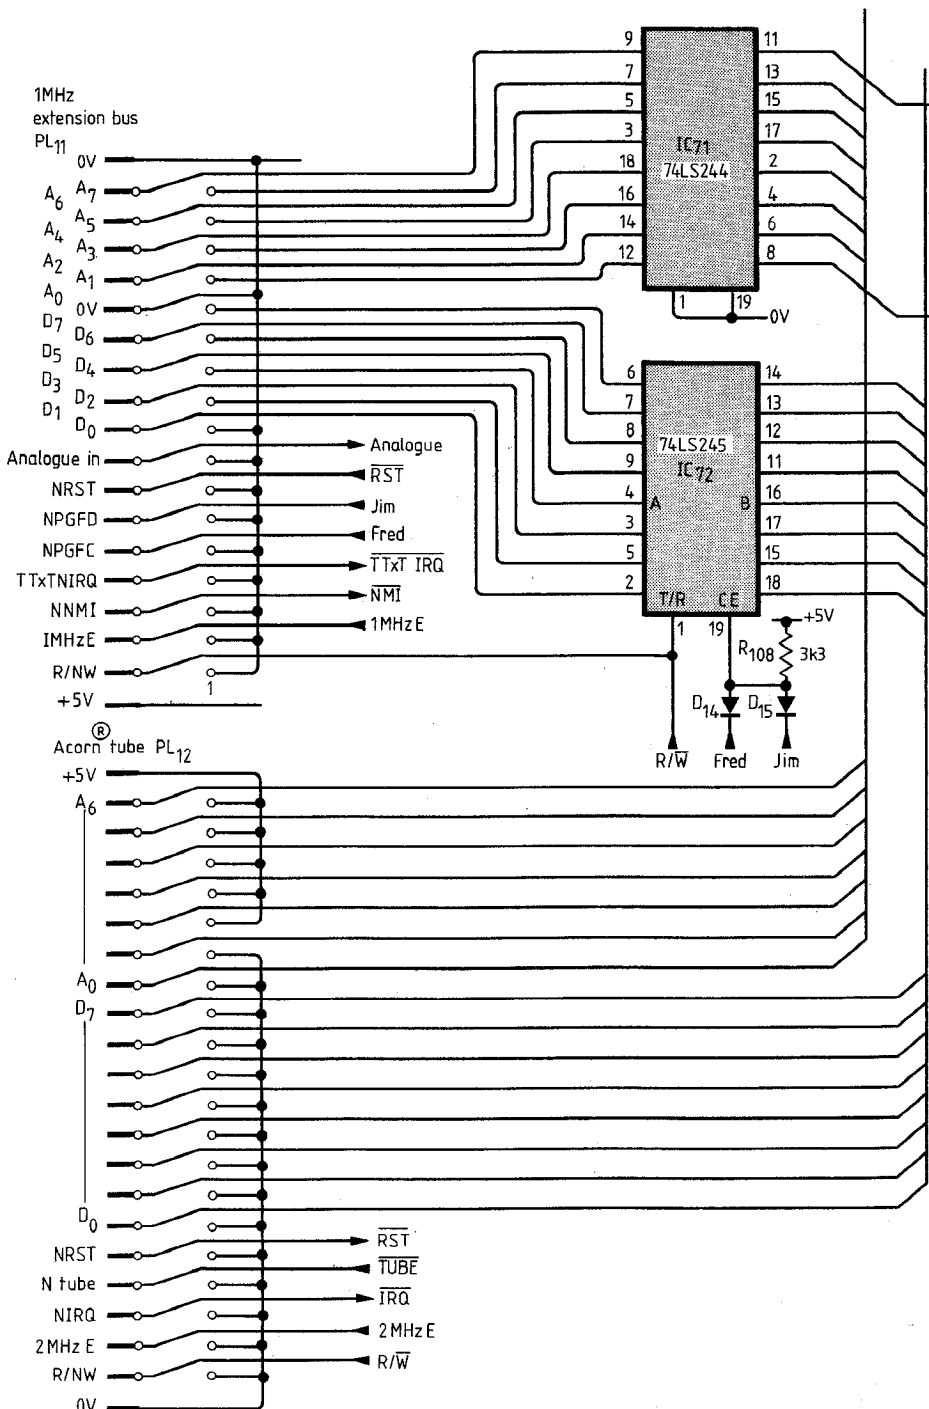 1MHz
extension bus
PL11
0V
A7
A6
A5
A4
A3
A2
A1
A0
0V
D7
D6
D5
D4
D3
D2
D1
D0
Analogue in
NRST
NPGFD
NPGFC
TTxTNIRQ
NNMI
IMHzE
R/NW
+5V
1
Analogue
RST
Jim
Fred
TTxT IRQ
NMI
1MHzE
9
7
5
3
18
16
14
12
IC71
74LS244
11
13
15
17
2
4
6
8
1
19
0V
6
7
8
9
4
3
5
2
74LS245
IC72
A
B
T/R
CE
14
13
12
11
16
17
15
18
1
19
+5V
R108
3k3
D14
D15
R/W
Fred
Jim
®
Acorn tube PL12
+5V
A6
A0
D7
D0
NRST
N tube
NIRQ
2MHz E
R/NW
0V
RST
TUBE
IRQ
2MHz E
R/W